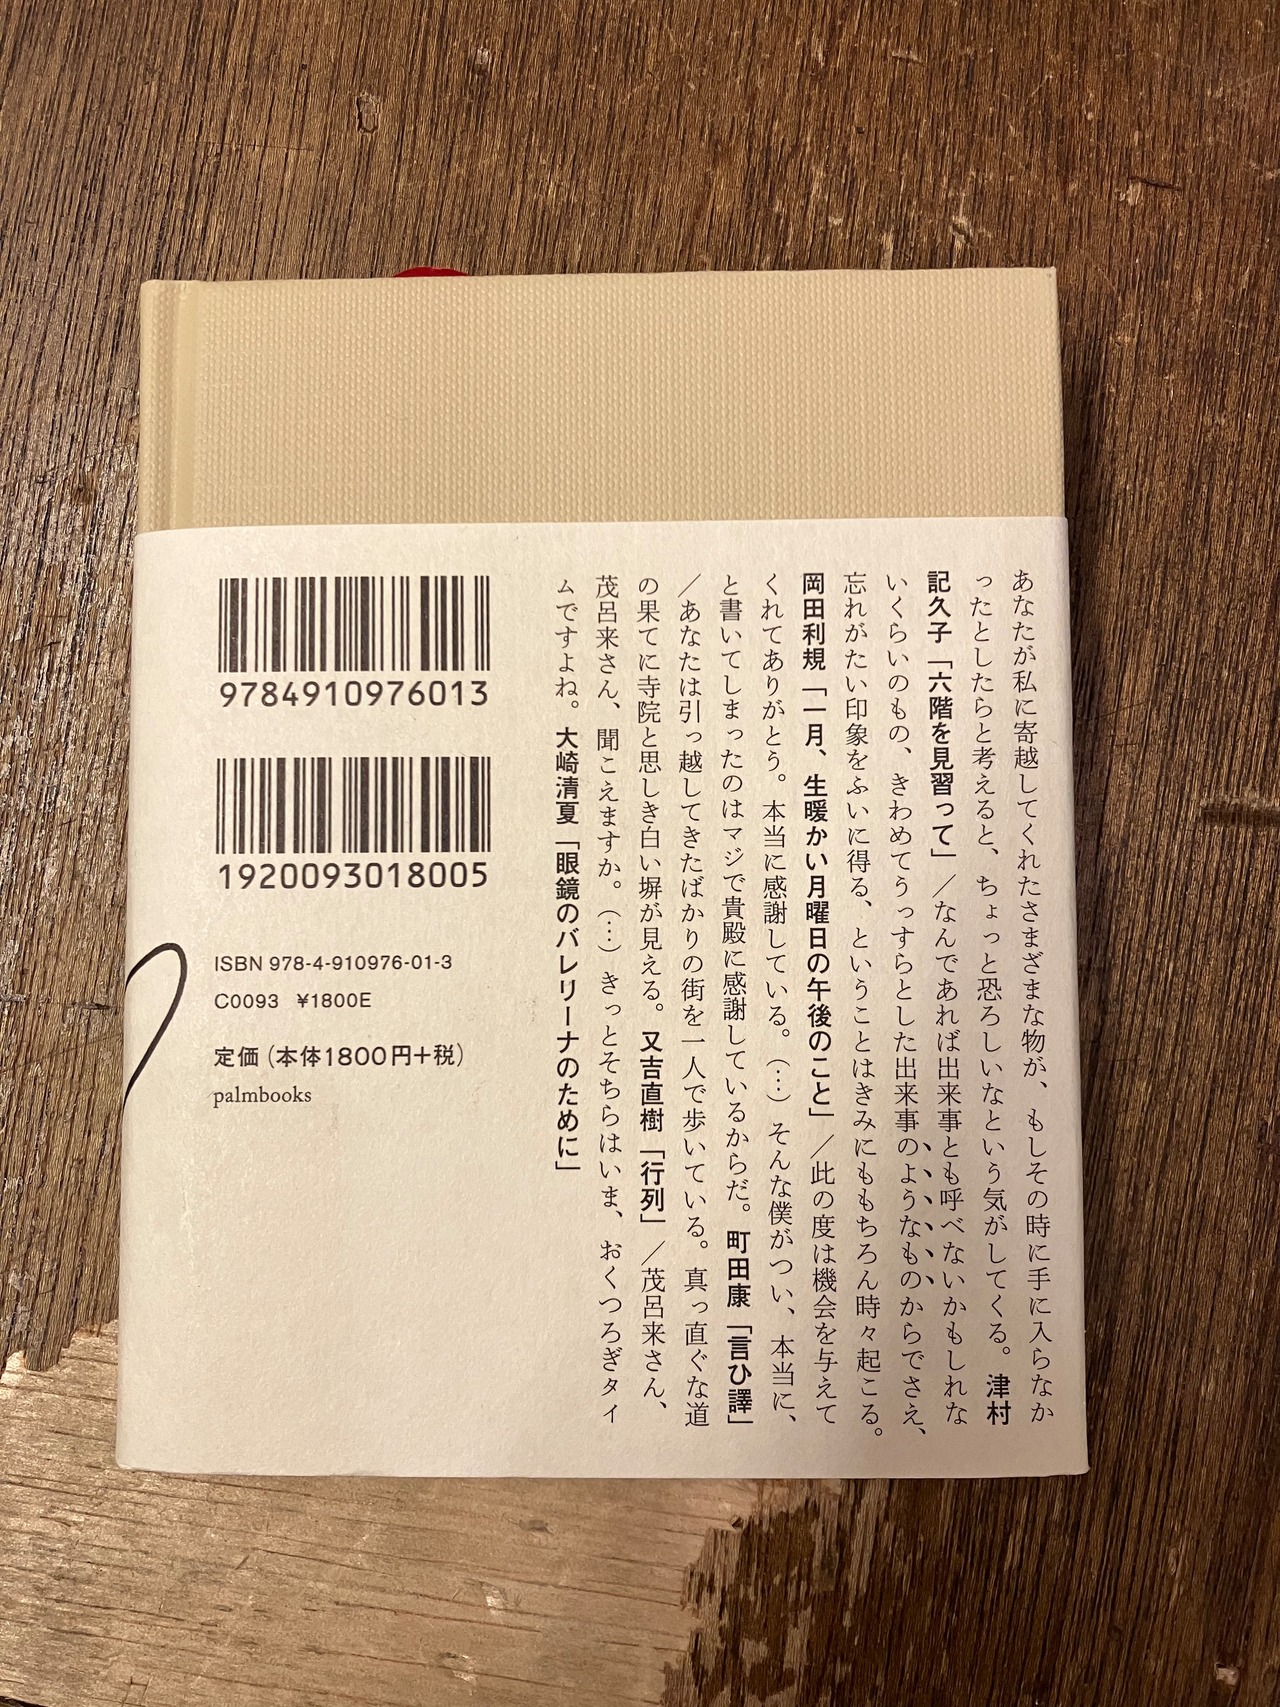 あなたが私に寄越してくれたさまざまな物が、もしその時に手に入らなか
ったとしたらと考えると、ちょっと恐ろしいなという気がしてくる。津村
記久子「六階を見習って」／なんであれば出来事とも呼べないかもしれな
いくらいのもの、きわめてうっすらとした出来事のようなものからでさえ、
忘れがたい印象をふいに得る、ということはきみにももちろん時々起こる。
岡田利規「一月、生暖かい月曜日の午後のこと」／此の度は機会を与えて
くれてありがとう。本当に感謝している。（…）そんな僕がつい、本当に、
と書いてしまったのはマジで貴殿に感謝しているからだ。町田康「言ひ譯」
／あなたは引っ越してきたばかりの街を一人で歩いている。真っ直ぐな道
の果てに寺院と思しき白い塀が見える。又吉直樹「行列」／茂呂来さん、
茂呂来さん、聞こえますか。（…）きっとそちらはいま、おくつろぎタイ
ムですよね。大崎清夏「眼鏡のバレリーナのために」
9784910976013
1920093018005
ISBN 978-4-910976-01-3
C0093 ¥1800E
定価（本体1800円＋税）
palmbooks